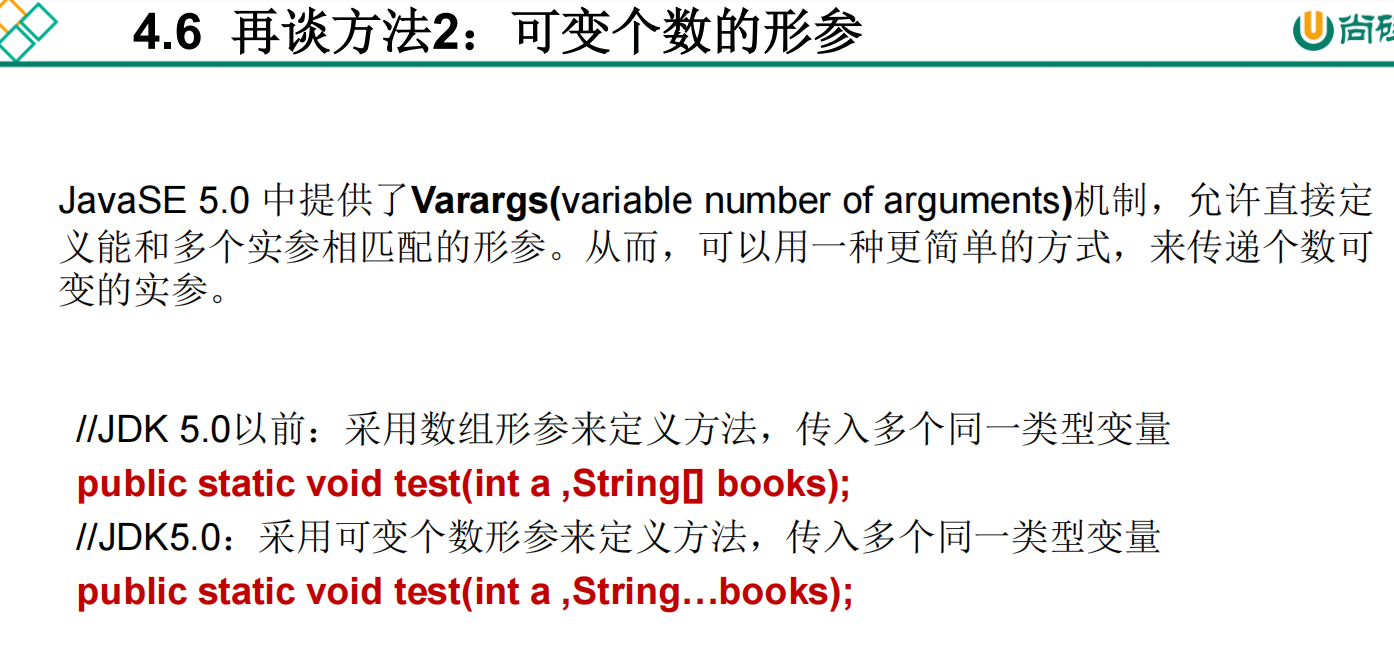 4.6 再谈方法2：可变个数的形参
尚
JavaSE 5.0 中提供了Varargs(variable number of arguments)机制，允许直接定
义能和多个实参相匹配的形参。从而，可以用一种更简单的方式，来传递个数可
变的实参。
//JDK 5.0以前：采用数组形参来定义方法，传入多个同一类型变量
public static void test(int a ,String[] books);
//JDK5.0：采用可变个数形参来定义方法，传入多个同一类型变量
public static void test(int a ,String…books);